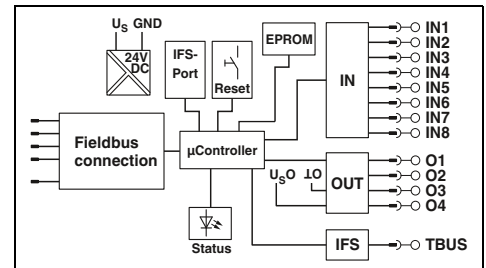 US GND
24V
DC
IFS-
Port
Reset
EPROM
IN
IN1
IN2
IN3
IN4
IN5
IN6
IN7
IN8
Fieldbus
connection
µController
USO
OT
OUT
O1
O2
O3
O4
Status
IFS
TBUS